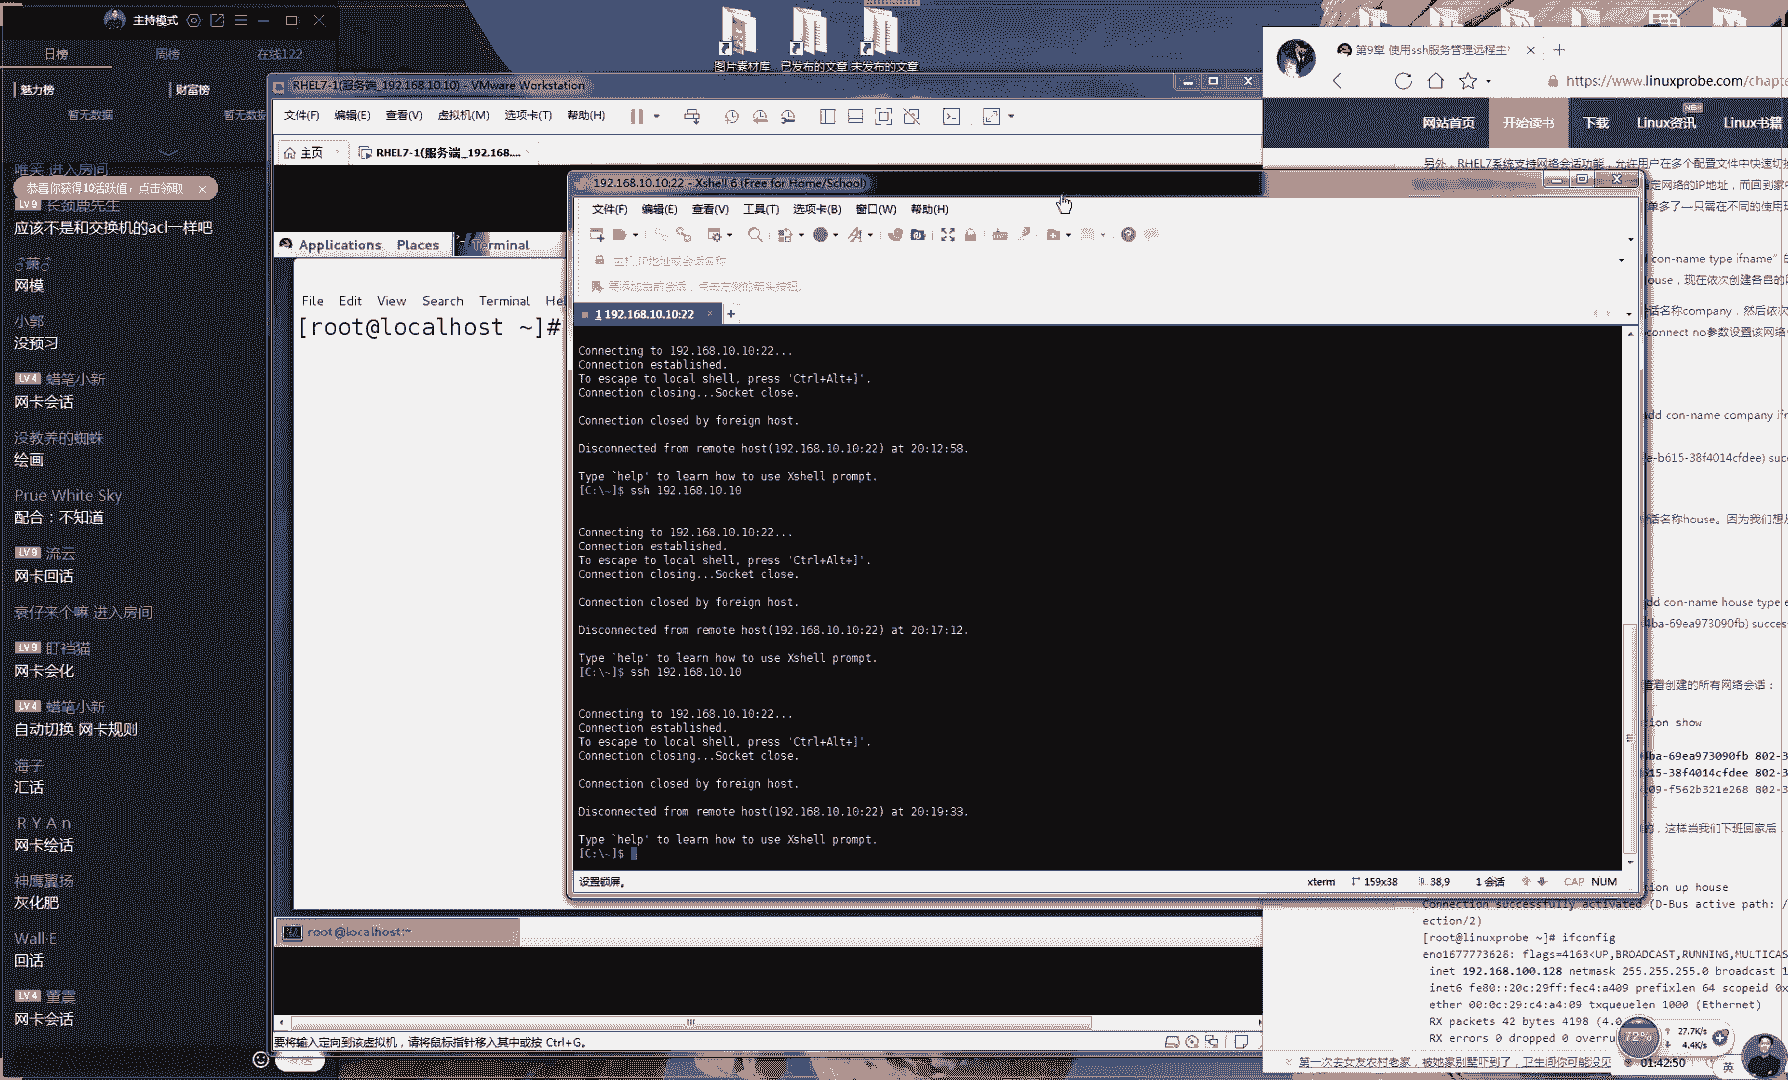 主持模式
日榜
周榜
在线122
魅力榜
财富榜
暂无数据
唯笑 进入房间
恭喜你获得10活跃值，点击领取
LV9 长颈鹿先生
应该不是和交换机的acl一样吧
网模
小郭
没预习
LV4 蜡笔小新
网卡会话
没教养的蜘蛛
绘画
Prue White Sky
配合：不知道
LV9 流云
网卡回话
衰仔来个嘛 进入房间
LV9 盯裆猫
网卡会化
LV4 蜡笔小新
自动切换 网卡规则
海子
汇话
R Y A n
网卡绘话
神鹰翼扬
灰化肥
Wall·E
回话
LV4 董震
网卡会话
图片素材库
已发布的文章
未发布的文章
RHEL7-1(服务端_192.168.10.10) - VMware Workstation
文件(F) 编辑(E) 查看(V) 虚拟机(M) 选项卡(T) 帮助(H)
主页
RHEL7-1(服务端_192.168....
Applications Places Terminal
File Edit View Search Terminal He
[root@localhost ~]#
root@localhost:~
要将输入定向到该虚拟机，请将鼠标指针移入其中或按 Ctrl+G。
192.168.10.10:22 - Xshell 6 (Free for Home/School)
文件(F) 编辑(E) 查看(V) 工具(T) 选项卡(B) 窗口(W) 帮助(H)
主机,IP地址或会话名称
要添加当前会话，点击左侧的箭头按钮。
1 192.168.10.10:22
Connecting to 192.168.10.10:22...
Connection established.
To escape to local shell, press 'Ctrl+Alt+]'.
Connection closing...Socket close.
Connection closed by foreign host.
Disconnected from remote host(192.168.10.10:22) at 20:12:58.
Type `help' to learn how to use Xshell prompt.
[C:\~]$ ssh 192.168.10.10
Connecting to 192.168.10.10:22...
Connection established.
To escape to local shell, press 'Ctrl+Alt+]'.
Connection closing...Socket close.
Connection closed by foreign host.
Disconnected from remote host(192.168.10.10:22) at 20:17:12.
Type `help' to learn how to use Xshell prompt.
[C:\~]$ ssh 192.168.10.10
Connecting to 192.168.10.10:22...
Connection established.
To escape to local shell, press 'Ctrl+Alt+]'.
Connection closing...Socket close.
Connection closed by foreign host.
Disconnected from remote host(192.168.10.10:22) at 20:19:33.
Type `help' to learn how to use Xshell prompt.
[C:\~]$
设置锁屏。
xterm 159x38 38,9 1 会话 CAP NUM
第9章 使用ssh服务管理远程主
https://www.linuxprobe.com/chapt
网站首页 开始读书 下载 Linux资讯 NEW Linux书籍
另外，RHEL7系统支持网络会话功能，允许用户在多个配置文件中快速切换
定网络的IP地址，而回到家中
单多了—只需在不同的使用环
d con-name type ifname” 的
ouse，现在依次创建各自的网
话名称company，然后依次
connect no参数设置该网络
add con-name company ifn
e-b615-38f4014cfdee) succ
话名称house。因为我们想从
dd con-name house type e
4ba-69ea973090fb) success
查看创建的所有网络会话：
ion show
4ba-69ea973090fb 802-3
615-38f4014cfdee 802-3
09-f562b321e268 802-3
的，这样当我们下班回家后，
ion up house
Connection successfully activated (D-Bus active path: /
ection/2)
[root@linuxprobe ~]# ifconfig
eno16777728: flags=4163<UP,BROADCAST,RUNNING,MULTICAS
inet 192.168.100.128 netmask 255.255.255.0 broadcast 1
inet6 fe80::20c:29ff:fec4:a409 prefixlen 64 scopeid 0x
ether 00:0c:29:c4:a4:09 txqueuelen 1000 (Ethernet)
RX packets 42 bytes 4198 (4.0
RX errors 0 dropped 0 overru
72%
27.7K/s
4.4K/s
第一次去女友农村老家，被她家别墅吓到了，卫生间你可能没见
01:42:50
英